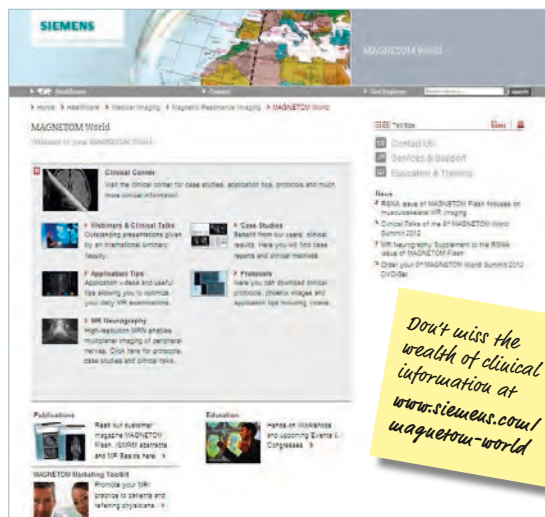 SIEMENS
MAGNETOM World
Healthcare
Contact
Site Explorer
Search
Home Healthcare Medical Imaging Magnetic Resonance Imaging MAGNETOM World
MAGNETOM World
Welcome to your MAGNETOM World
Text Size
Contact Us
Services & Support
Education & Training
Clinical Corner
Visit the clinical corner for case studies, application tips, protocols and much
more clinical information.
Webinars & Clinical Talks
Outstanding presentations given
by an international luminary
faculty.
Case Studies
Benefit from our users' clinical
results. Here you will find case
reports and clinical methods.
Application Tips
Application videos and useful
tips allowing you to optimize
your daily MR examinations.
Protocols
Here you can download clinical
protocols, phoenix images and
application tips including videos.
MR Neurography
High-resolution MRN enables
multiplanar imaging of peripheral
nerves. Click here for protocols,
case studies and clinical talks.
News
RSNA issue of MAGNETOM Flash focuses on
musculoskeletal MR imaging
Clinical Talks of the 8th MAGNETOM World
Summit 2012
MR Neurography Supplement to the RSNA
issue of MAGNETOM Flash
Order your 8th MAGNETOM World Summit 2012
DVD-Set
Don't miss the
wealth of clinical
information at
www.siemens.com/
magnetom-world
Publications
Read our customer
magazine MAGNETOM
Flash, ISMRM abstracts
and MR Basics here.
Education
Hands-on Workshops
and upcoming Events &
Congresses
MAGNETOM Marketing Toolkit
Promote your MRI
practice to patients and
referring physicians.